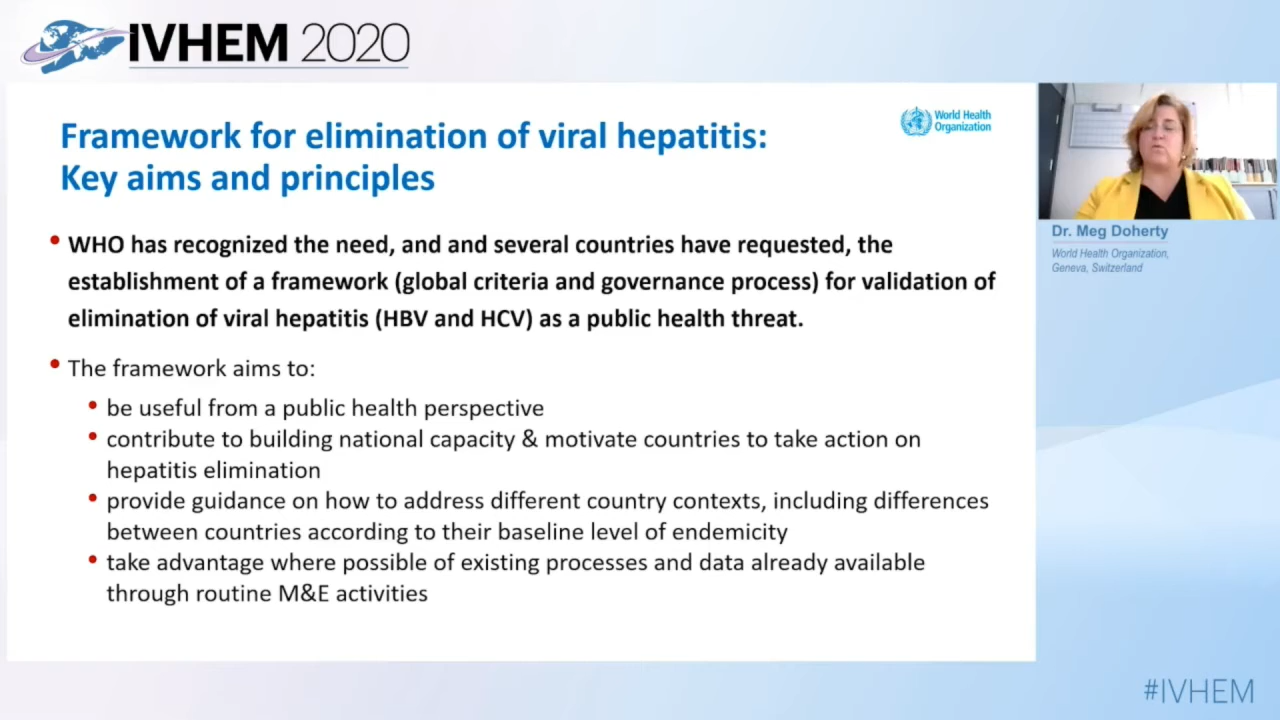 IVHEM 2020
Framework for elimination of viral hepatitis:
Key aims and principles
World Health
Organization
• WHO has recognized the need, and and several countries have requested, the
establishment of a framework (global criteria and governance process) for validation of
elimination of viral hepatitis (HBV and HCV) as a public health threat.
• The framework aims to:
• be useful from a public health perspective
• contribute to building national capacity & motivate countries to take action on
hepatitis elimination
• provide guidance on how to address different country contexts, including differences
between countries according to their baseline level of endemicity
• take advantage where possible of existing processes and data already available
through routine M&E activities
Dr. Meg Doherty
World Health Organization,
Geneva, Switzerland
#IVHEM